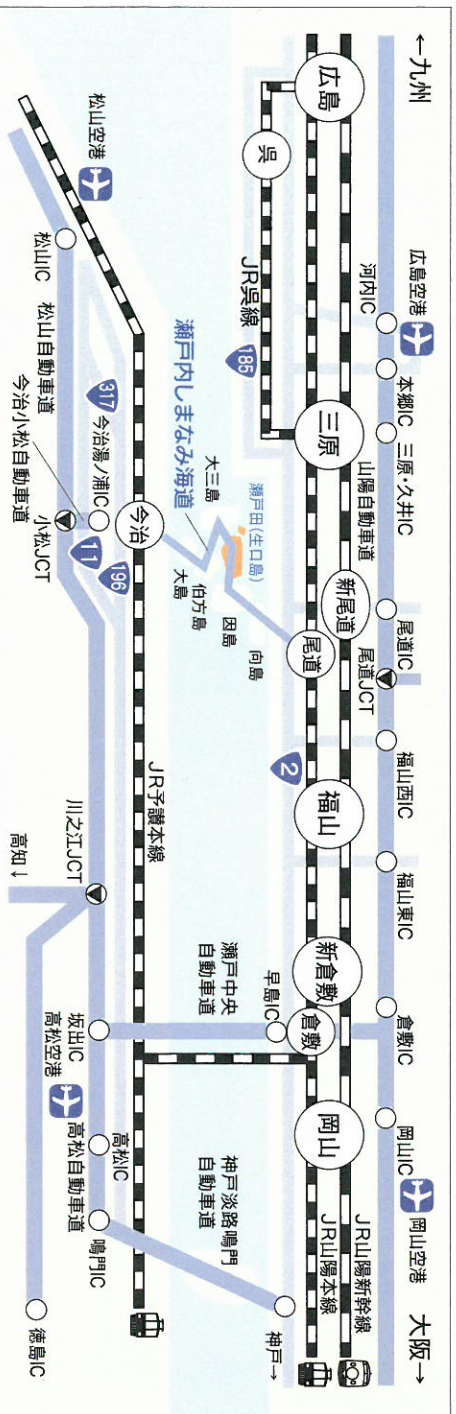 ←九州
広島空港
岡山空港
大阪→
河内IC
本郷IC
三原・久井IC
尾道IC
尾道JCT
福山西IC
福山東IC
倉敷IC
岡山IC
山陽自動車道
JR山陽新幹線
JR山陽本線
広島
三原
新尾道
尾道
福山
新倉敷
倉敷
岡山
呉
JR呉線
185
2
早島IC
瀬戸中央
自動車道
神戸淡路鳴門
自動車道
神戸→
瀬戸内しまなみ海道
瀬戸田(生口島)
向島
因島
伯方島
大三島
大島
今治
JR予讃本線
松山空港
松山IC
松山自動車道
317
今治湯ノ浦IC
今治小松自動車道
小松JCT
11
196
川之江JCT
高知↓
坂出IC
高松空港
高松IC
高松自動車道
鳴門IC
徳島IC